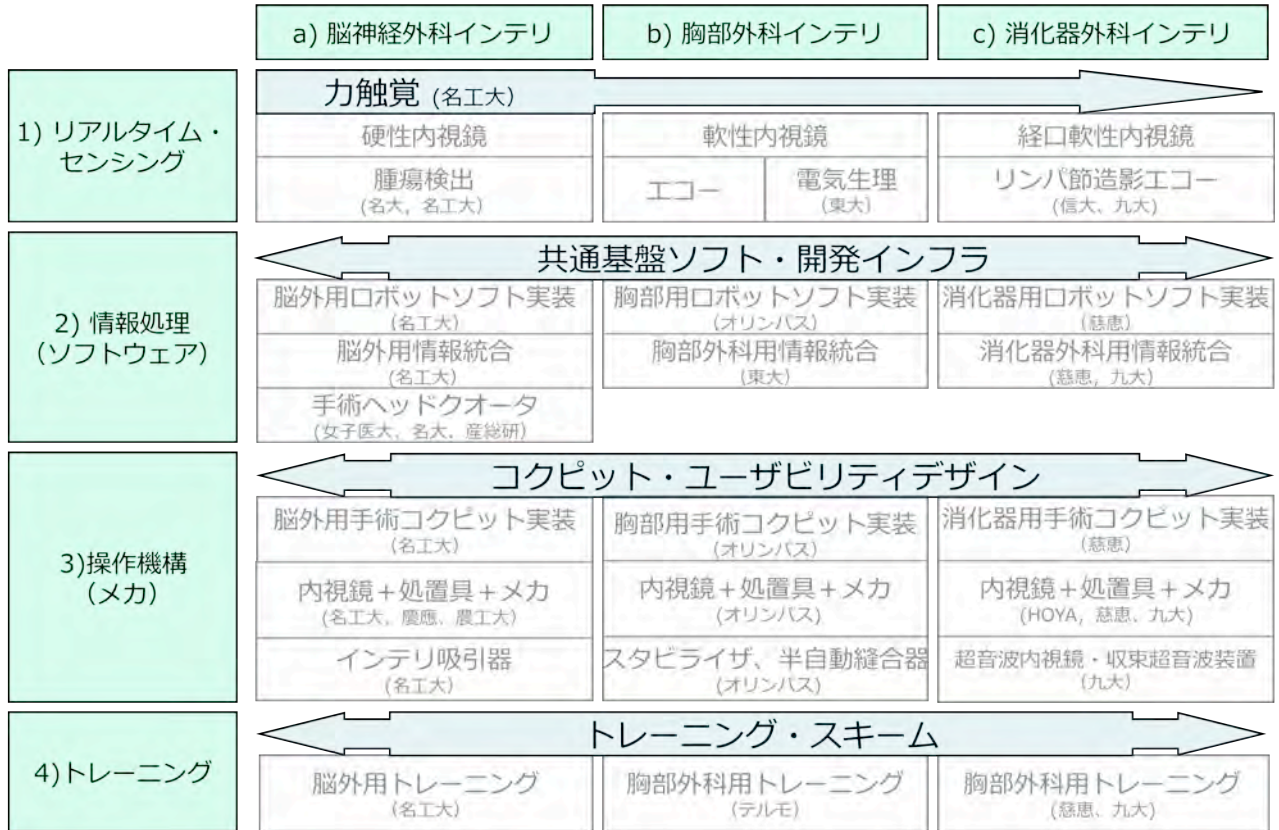 a) 脳神経外科インテリ
b) 胸部外科インテリ
c) 消化器外科インテリ
1) リアルタイム・
センシング
力触覚 (名工大)
硬性内視鏡
軟性内視鏡
経口軟性内視鏡
腫瘍検出
(名大, 名工大)
エコー
電気生理
(東大)
リンパ節造影エコー
(信大、九大)
2) 情報処理
（ソフトウェア）
共通基盤ソフト・開発インフラ
脳外用ロボットソフト実装
(名工大)
胸部用ロボットソフト実装
(オリンパス)
消化器用ロボットソフト実装
(慈恵)
脳外用情報統合
(名工大)
胸部外科用情報統合
(東大)
消化器外科用情報統合
(慈恵, 九大)
手術ヘッドクオータ
(女子医大、名大、産総研)
3)操作機構
（メカ）
コクピット・ユーザビリティデザイン
脳外用手術コクピット実装
(名工大)
胸部用手術コクピット実装
(オリンパス)
消化器用手術コクピット実装
(慈恵)
内視鏡＋処置具＋メカ
(名工大, 慶應、農工大)
内視鏡＋処置具＋メカ
(オリンパス)
内視鏡＋処置具＋メカ
(HOYA, 慈恵、九大)
インテリ吸引器
(名工大)
スタビライザ、半自動縫合器
(オリンパス)
超音波内視鏡・収束超音波装置
(九大)
4)トレーニング
トレーニング・スキーム
脳外用トレーニング
(名工大)
胸部外科用トレーニング
(テルモ)
胸部外科用トレーニング
(慈恵、九大)